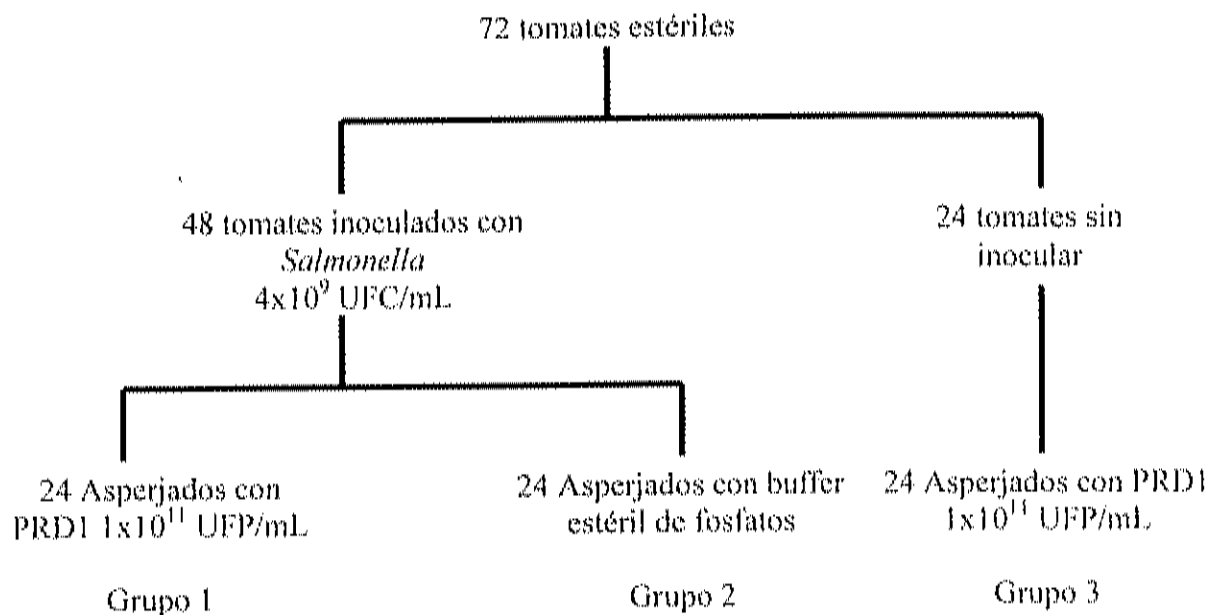 72 tomates estériles
48 tomates inoculados con
Salmonella
4x10⁹ UFC/mL
24 tomates sin
inocular
24 Asperjados con
PRD1 1x10¹¹ UFP/mL
24 Asperjados con buffer
estéril de fosfatos
24 Asperjados con PRD1
1x10¹¹ UFP/mL
Grupo 1
Grupo 2
Grupo 3